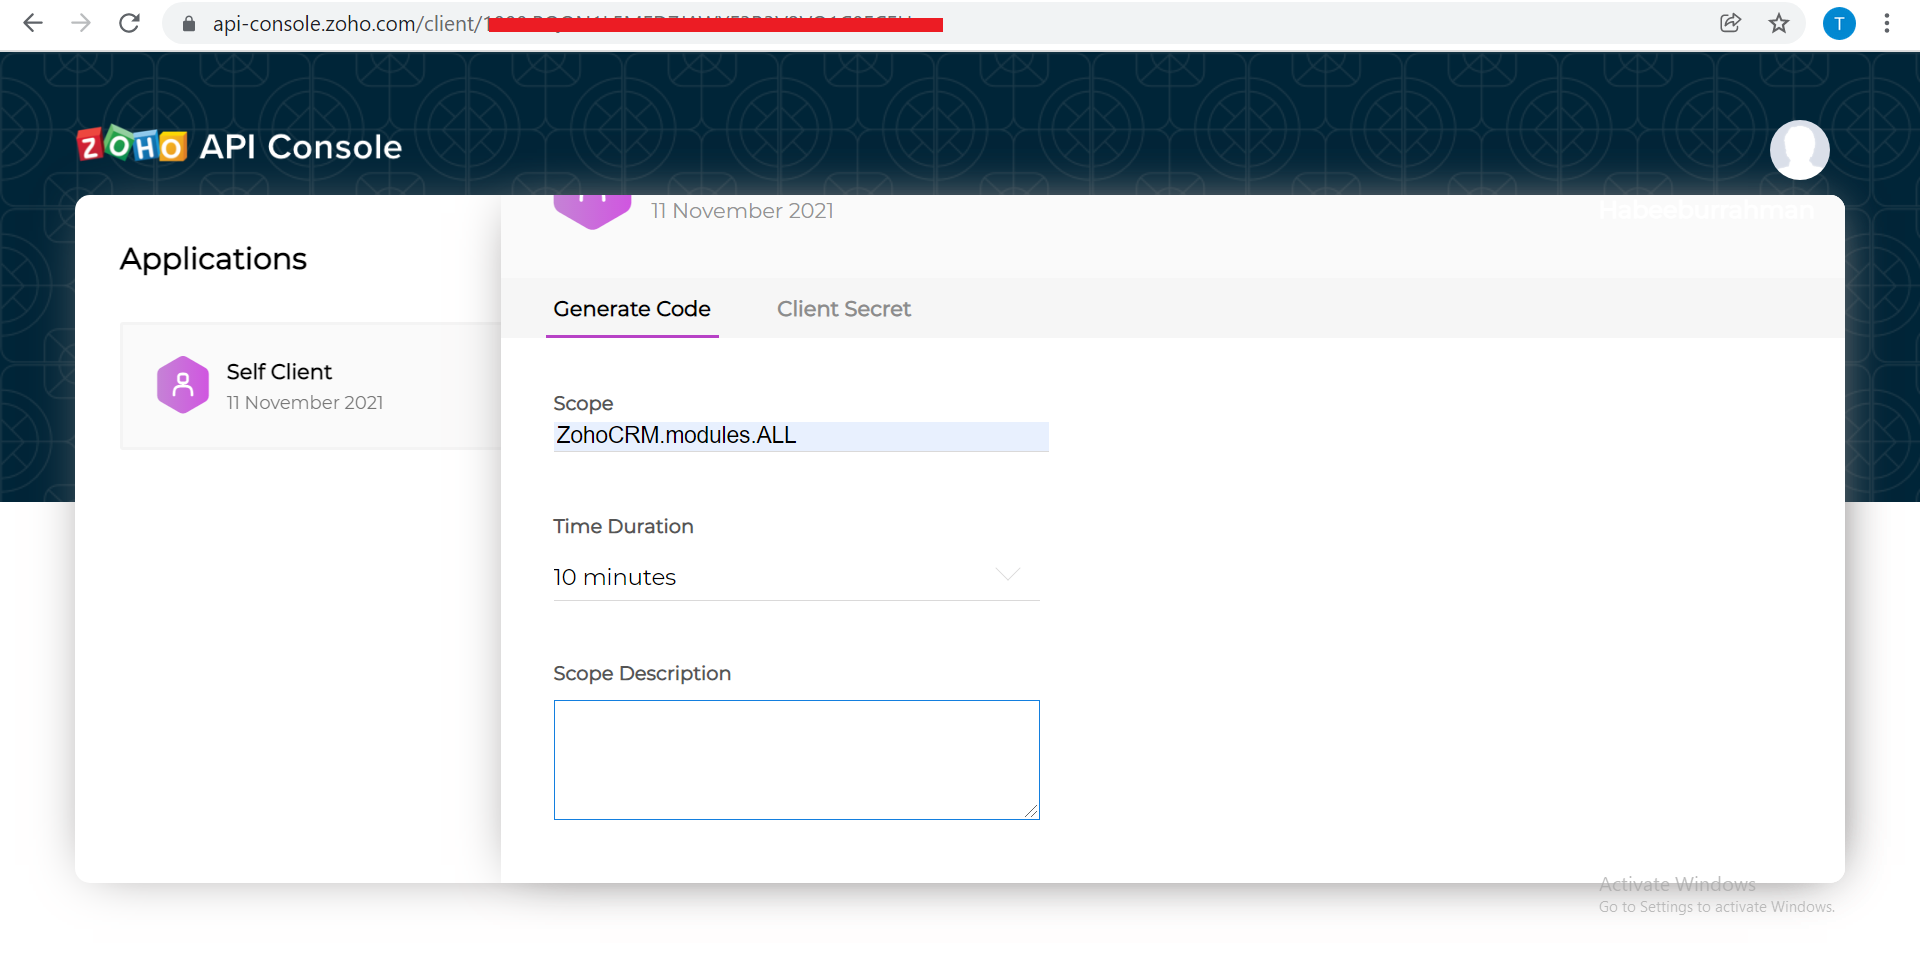 api-console.zoho.com/client/
ZOHO API Console
11 November 2021
Habeeburrahman
Applications
Generate Code
Client Secret
Self Client
11 November 2021
Scope
ZohoCRM.modules.ALL
Time Duration
10 minutes
Scope Description
Activate Windows
Go to Settings to activate Windows.
T